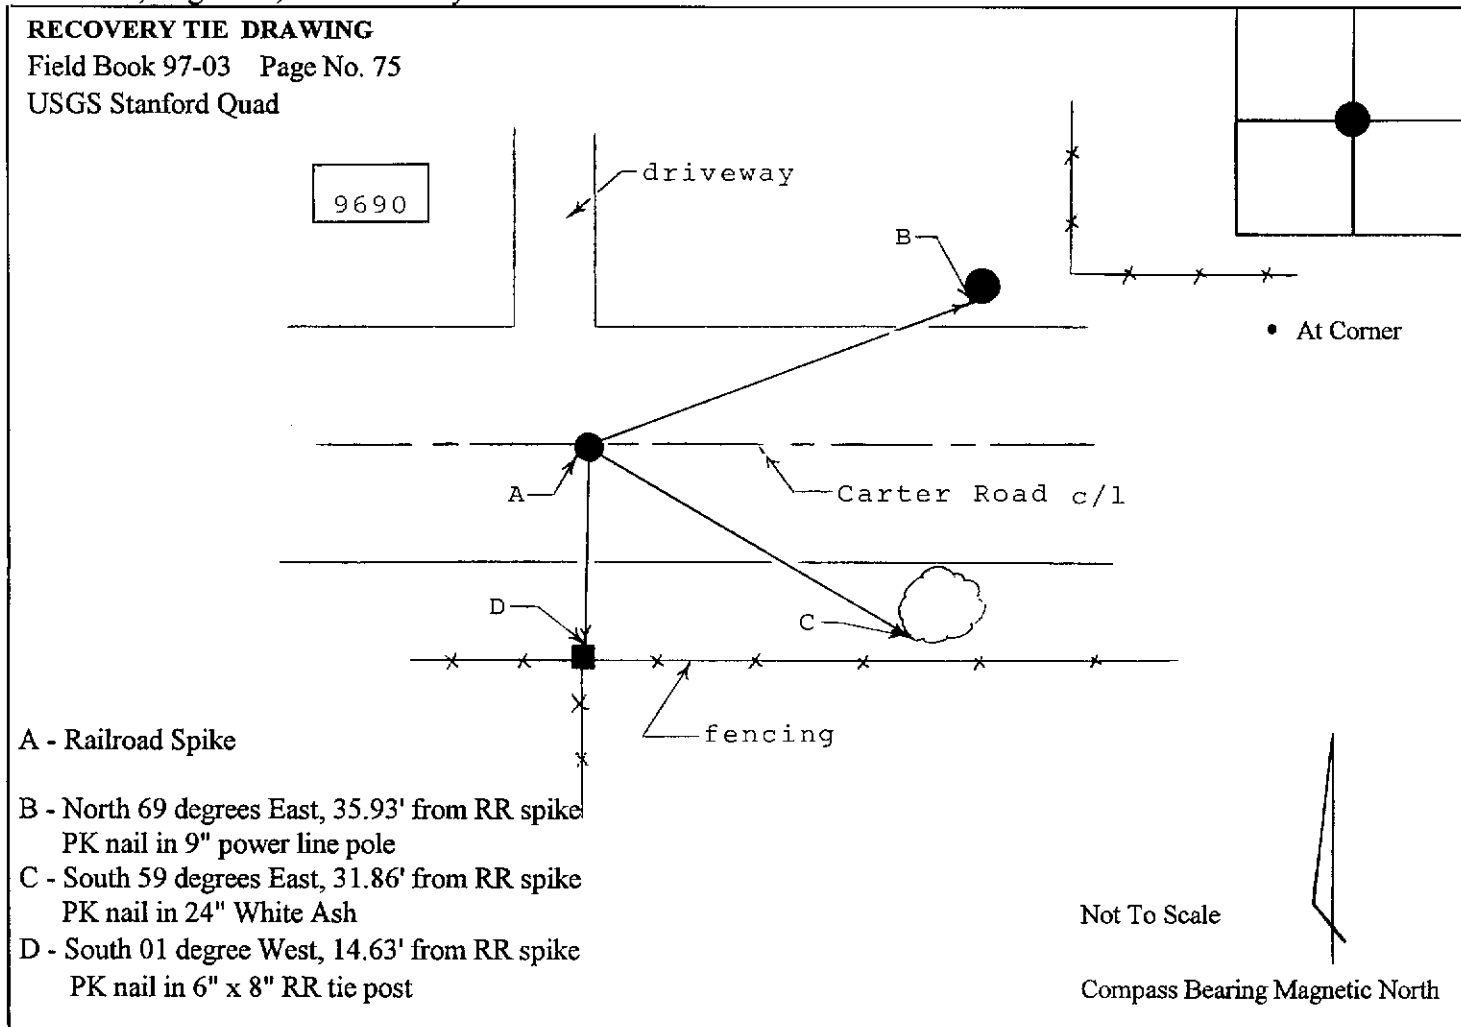 RECOVERY TIE DRAWING
Field Book 97-03 Page No. 75
USGS Stanford Quad
9690
driveway
B
• At Corner
A
Carter Road c/l
D
C
fencing
A - Railroad Spike
B - North 69 degrees East, 35.93' from RR spike
PK nail in 9" power line pole
C - South 59 degrees East, 31.86' from RR spike
PK nail in 24" White Ash
D - South 01 degree West, 14.63' from RR spike
PK nail in 6" x 8" RR tie post
Not To Scale
Compass Bearing Magnetic North